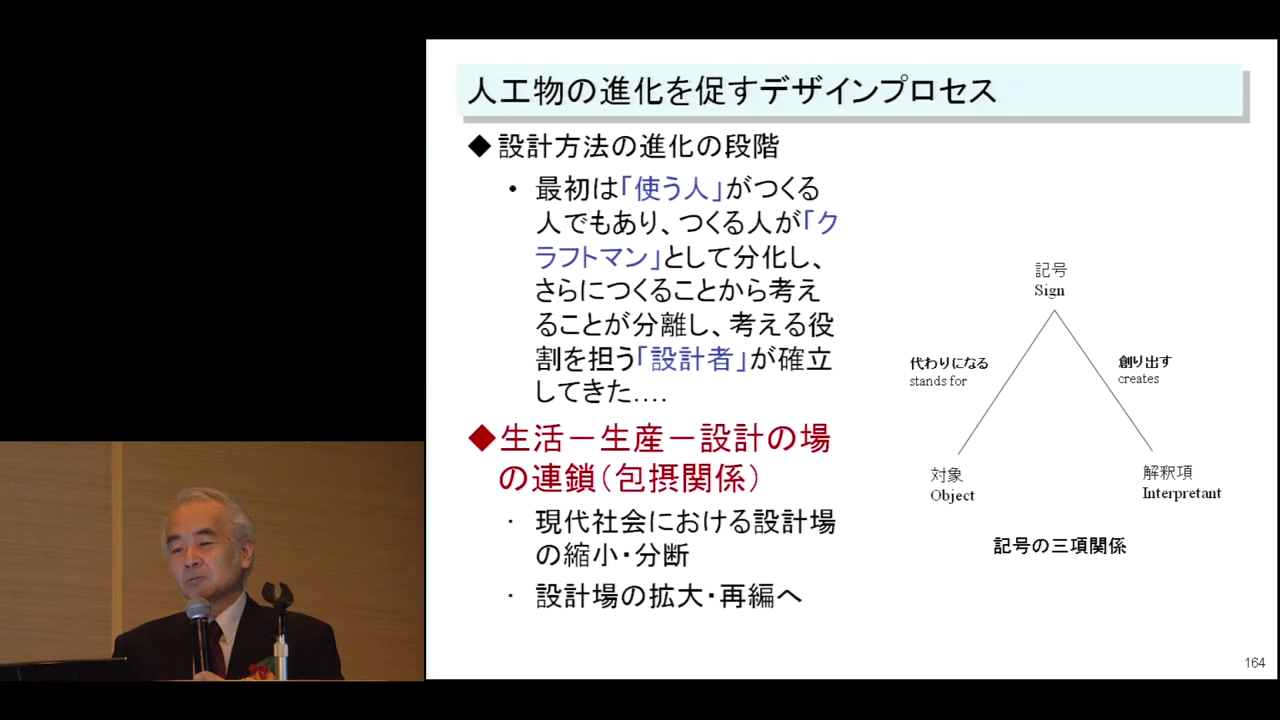 人工物の進化を促すデザインプロセス
◆設計方法の進化の段階
• 最初は「使う人」がつくる
人でもあり、つくる人が「ク
ラフトマン」として分化し、
さらにつくることから考え
ることが分離し、考える役
割を担う「設計者」が確立
してきた....
◆生活－生産－設計の場
の連鎖(包摂関係)
・ 現代社会における設計場
の縮小・分断
・ 設計場の拡大・再編へ
記号
Sign
代わりになる
stands for
創り出す
creates
対象
Object
解釈項
Interpretant
記号の三項関係
164